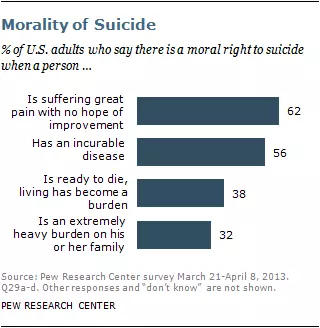 Morality of Suicide
% of U.S. adults who say there is a moral right to suicide
when a person ...
Is suffering great
pain with no hope of
improvement
62
Has an incurable
disease
56
Is ready to die,
living has become a
burden
38
Is an extremely
heavy burden on his
or her family
32
Source: Pew Research Center survey March 21-April 8, 2013.
Q29a-d. Other responses and “don’t know” are not shown.
PEW RESEARCH CENTER